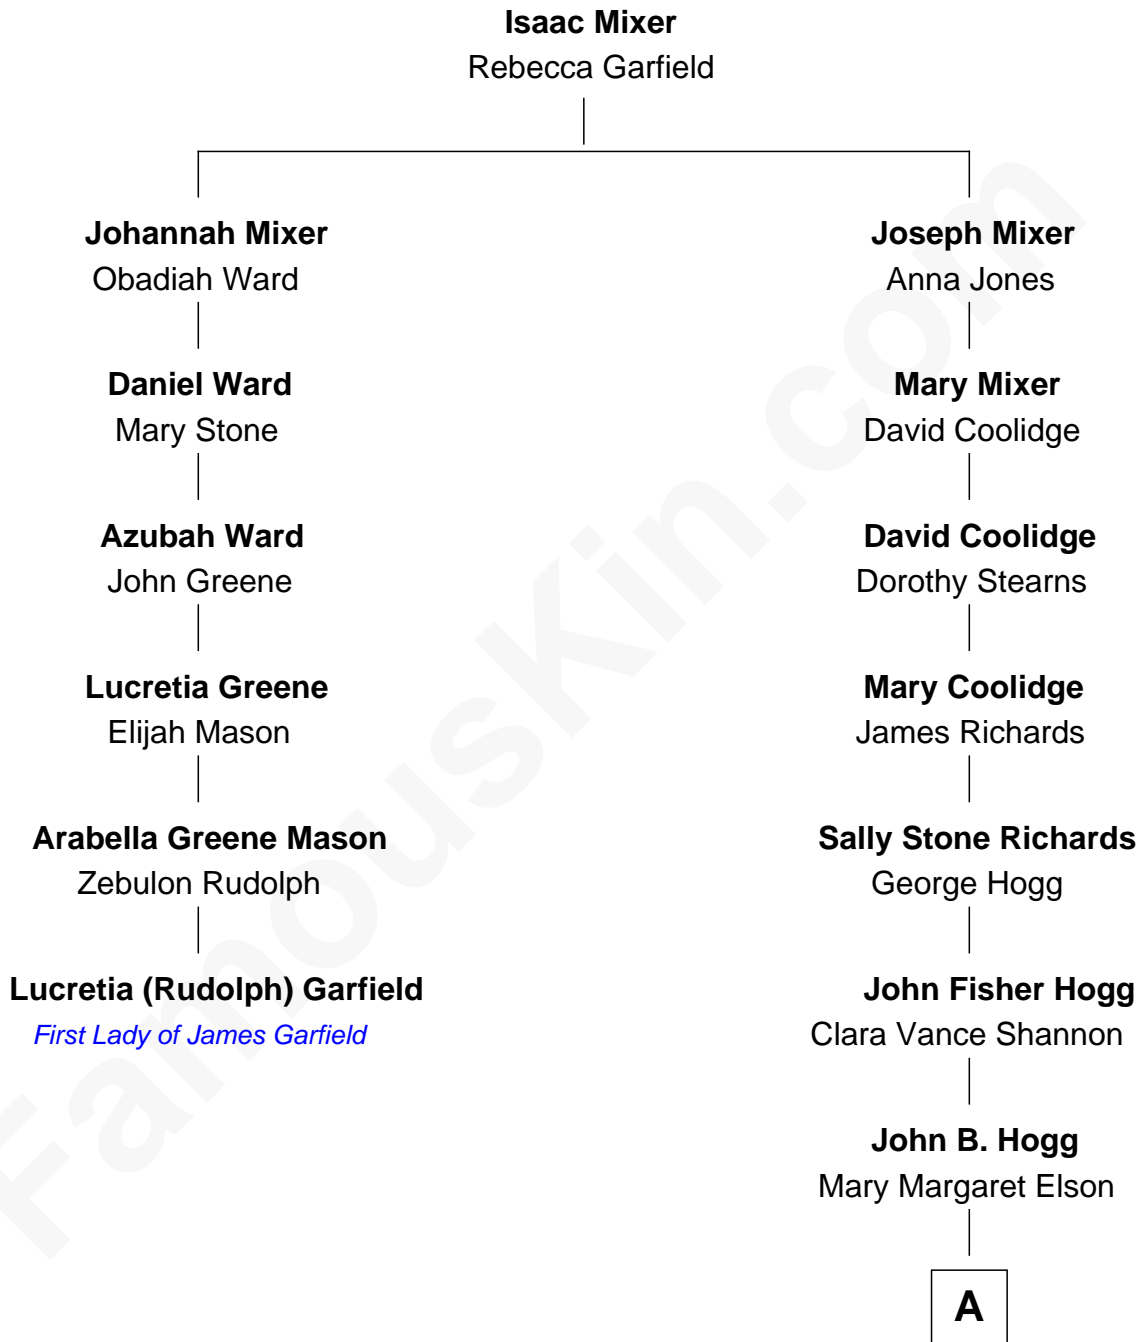 Isaac Mixer
Rebecca Garfield
Johannah Mixer
Obadiah Ward
Joseph Mixer
Anna Jones
Daniel Ward
Mary Stone
Mary Mixer
David Coolidge
Azubah Ward
John Greene
David Coolidge
Dorothy Stearns
Lucretia Greene
Elijah Mason
Mary Coolidge
James Richards
Arabella Greene Mason
Zebulon Rudolph
Sally Stone Richards
George Hogg
Lucretia (Rudolph) Garfield
First Lady of James Garfield
John Fisher Hogg
Clara Vance Shannon
John B. Hogg
Mary Margaret Elson
A
FamousKin.com